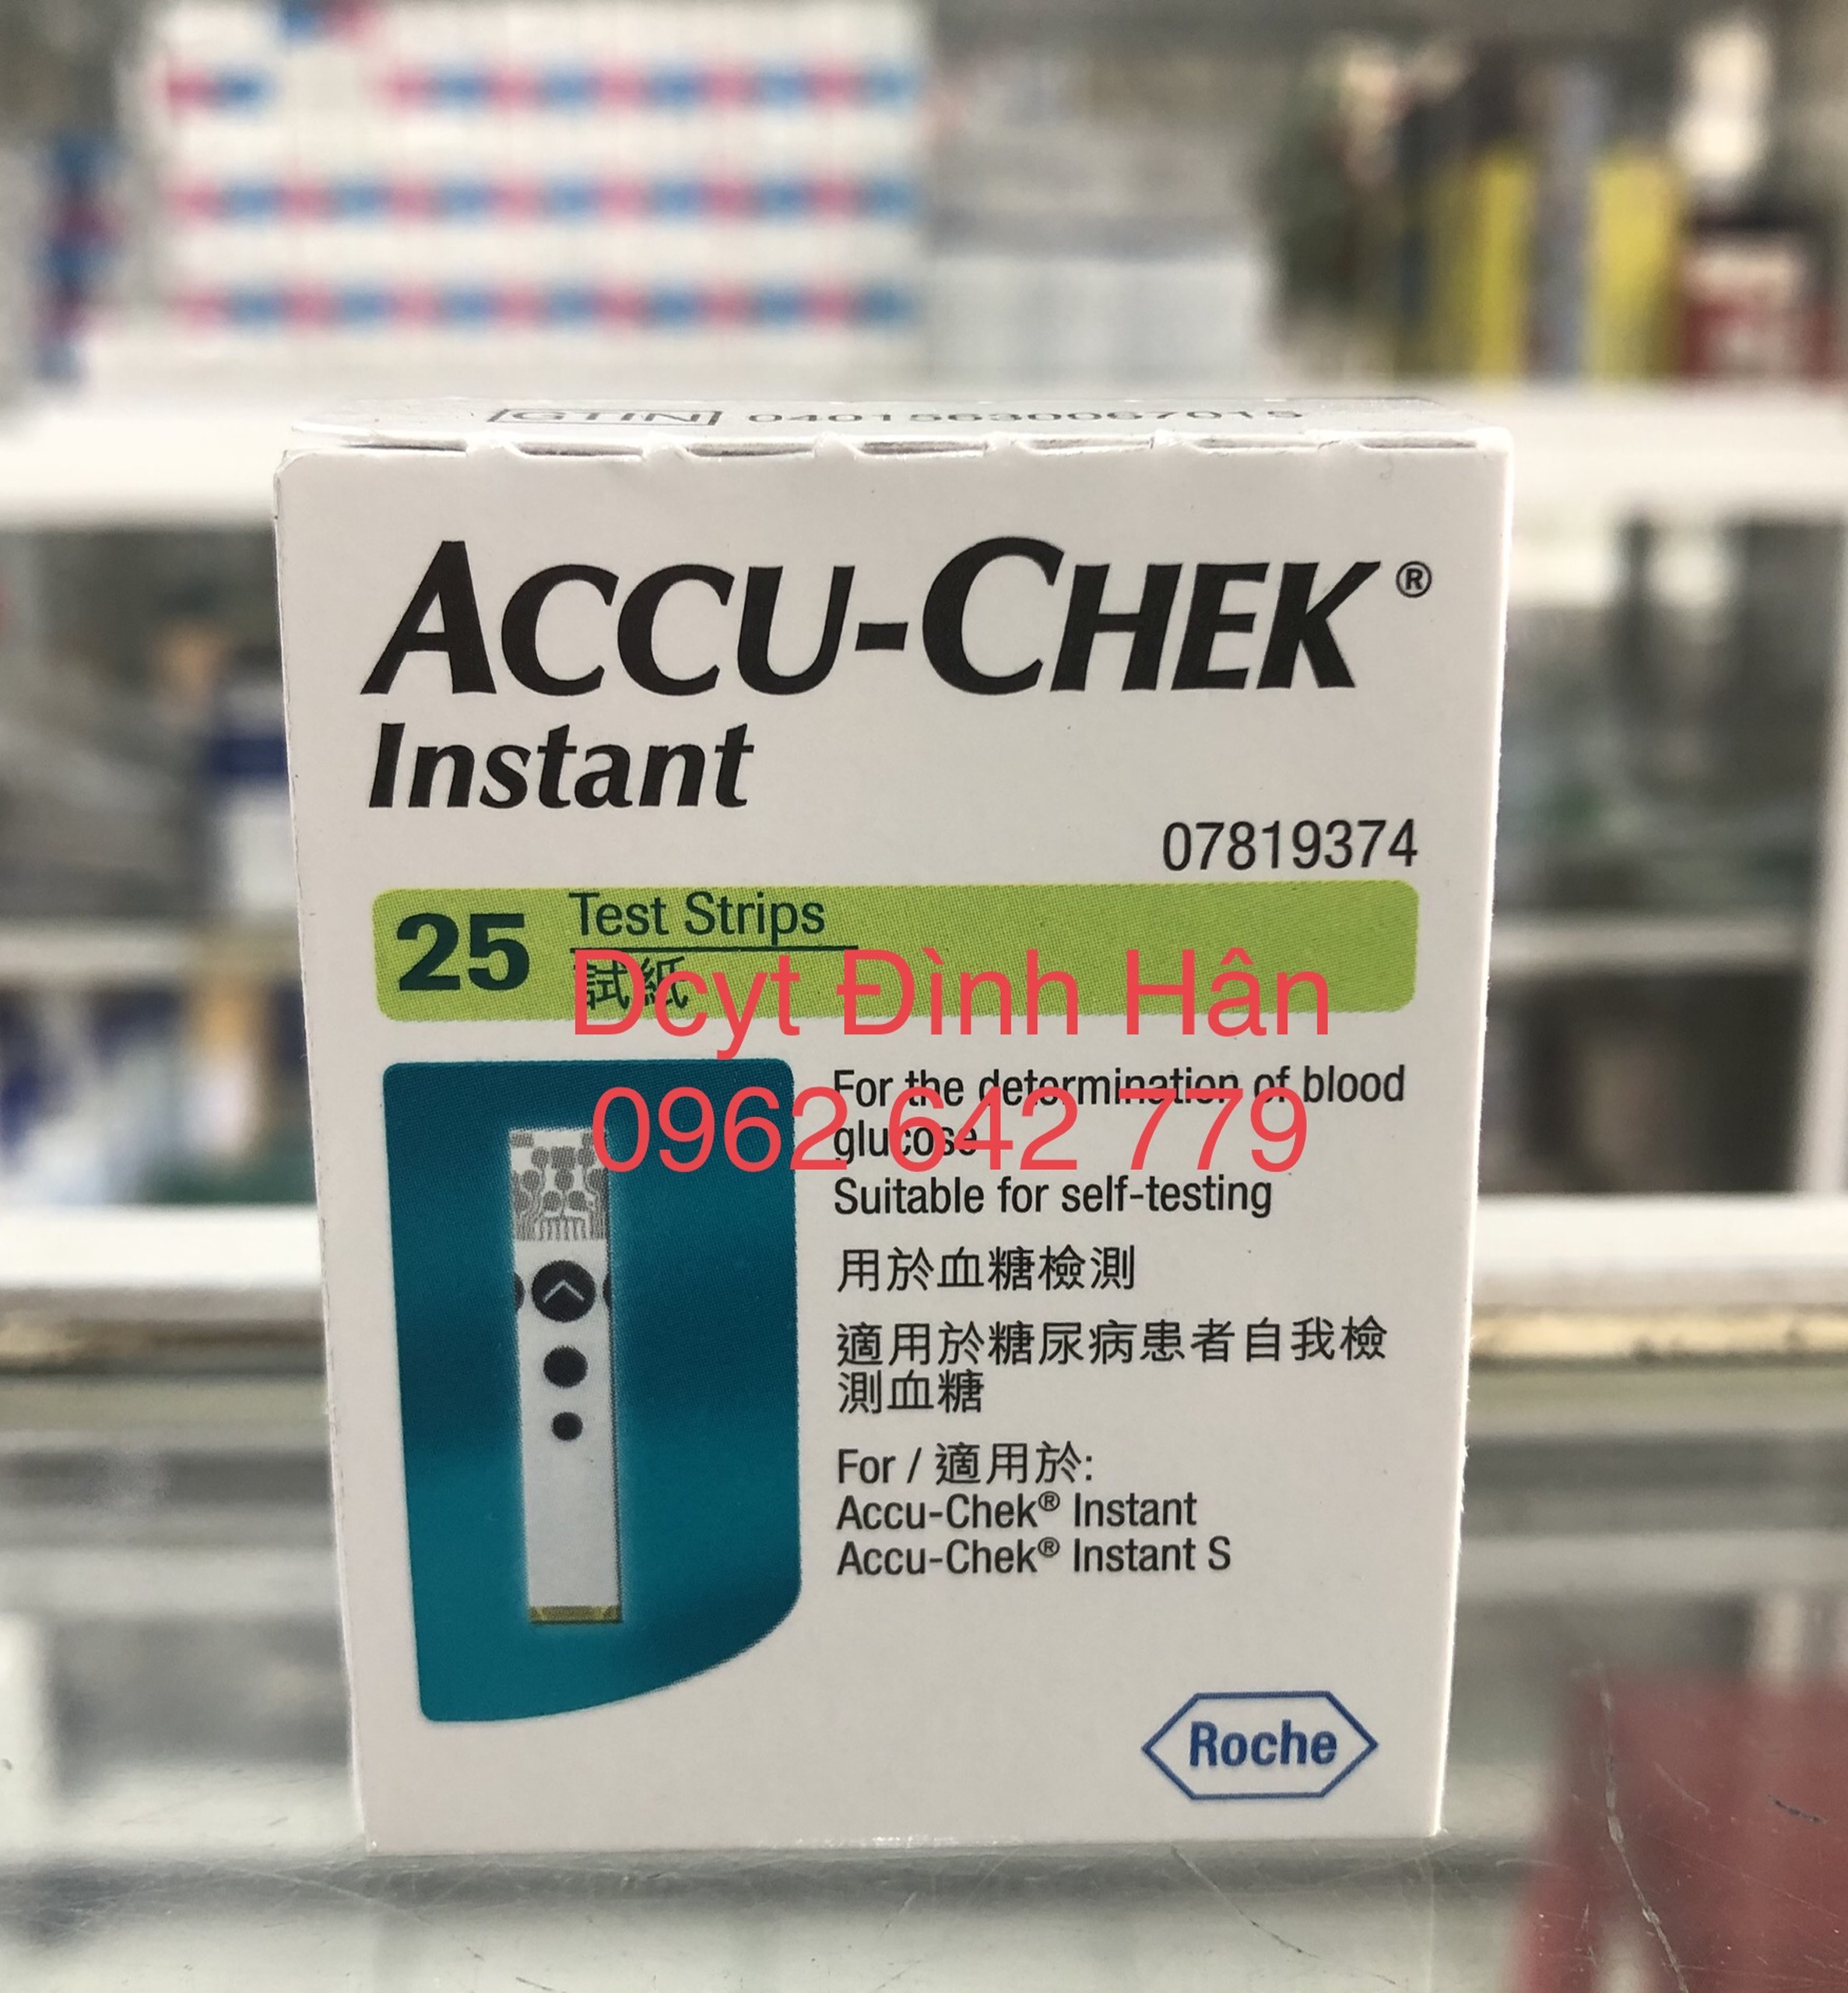 GTIN 04015630067015
ACCU-CHEK®
Instant
07819374
25 Test Strips
試紙
Dcyt Đình Hân
0962 642 779
For the determination of blood
glucose
Suitable for self-testing
用於血糖檢測
適用於糖尿病患者自我檢
測血糖
For / 適用於:
Accu-Chek® Instant
Accu-Chek® Instant S
Roche